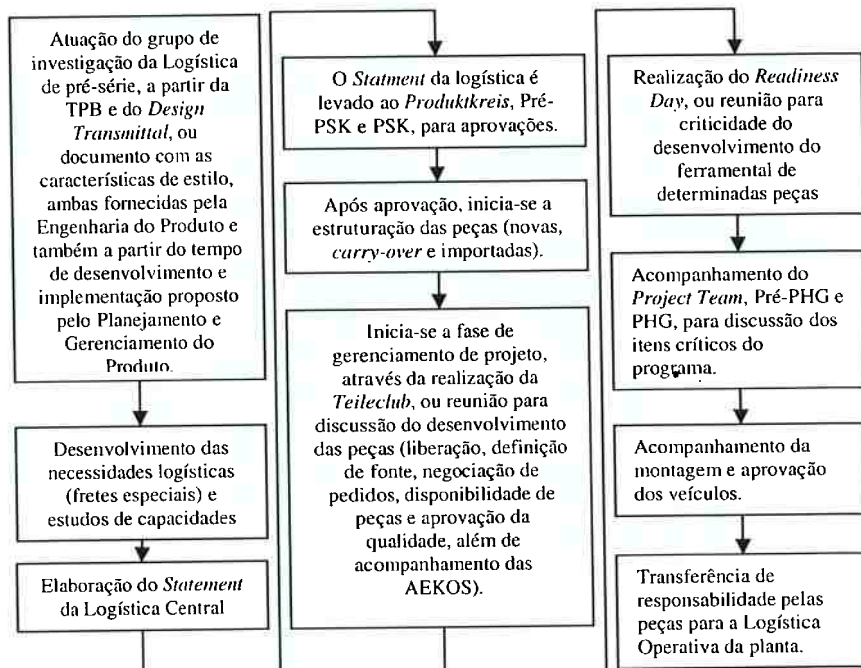 Atuação do grupo de
investigação da Logística
de pré-série, a partir da
TPB e do Design
Transmittal, ou
documento com as
características de estilo,
ambas fornecidas pela
Engenharia do Produto e
também a partir do tempo
de desenvolvimento e
implementação proposto
pelo Planejamento e
Gerenciamento do
Produto.
Desenvolvimento das
necessidades logísticas
(fretes especiais) e
estudos de capacidades
Elaboração do Statement
da Logística Central
O Statment da logística é
levado ao Produktkreis, Pré-
PSK e PSK, para aprovações.
Após aprovação, inicia-se a
estruturação das peças (novas,
carry-over e importadas).
Inicia-se a fase de
gerenciamento de projeto,
através da realização da
Teileclub, ou reunião para
discussão do desenvolvimento
das peças (liberação, definição
de fonte, negociação de
pedidos, disponibilidade de
peças e aprovação da
qualidade, além de
acompanhamento das
AEKOS).
Realização do Readiness
Day, ou reunião para
criticidade do
desenvolvimento do
ferramental de
determinadas peças
Acompanhamento do
Project Team, Pré-PHG e
PHG, para discussão dos
itens críticos do
programa.
Acompanhamento da
montagem e aprovação
dos veículos.
Transferência de
responsabilidade pelas
peças para a Logística
Operativa da planta.